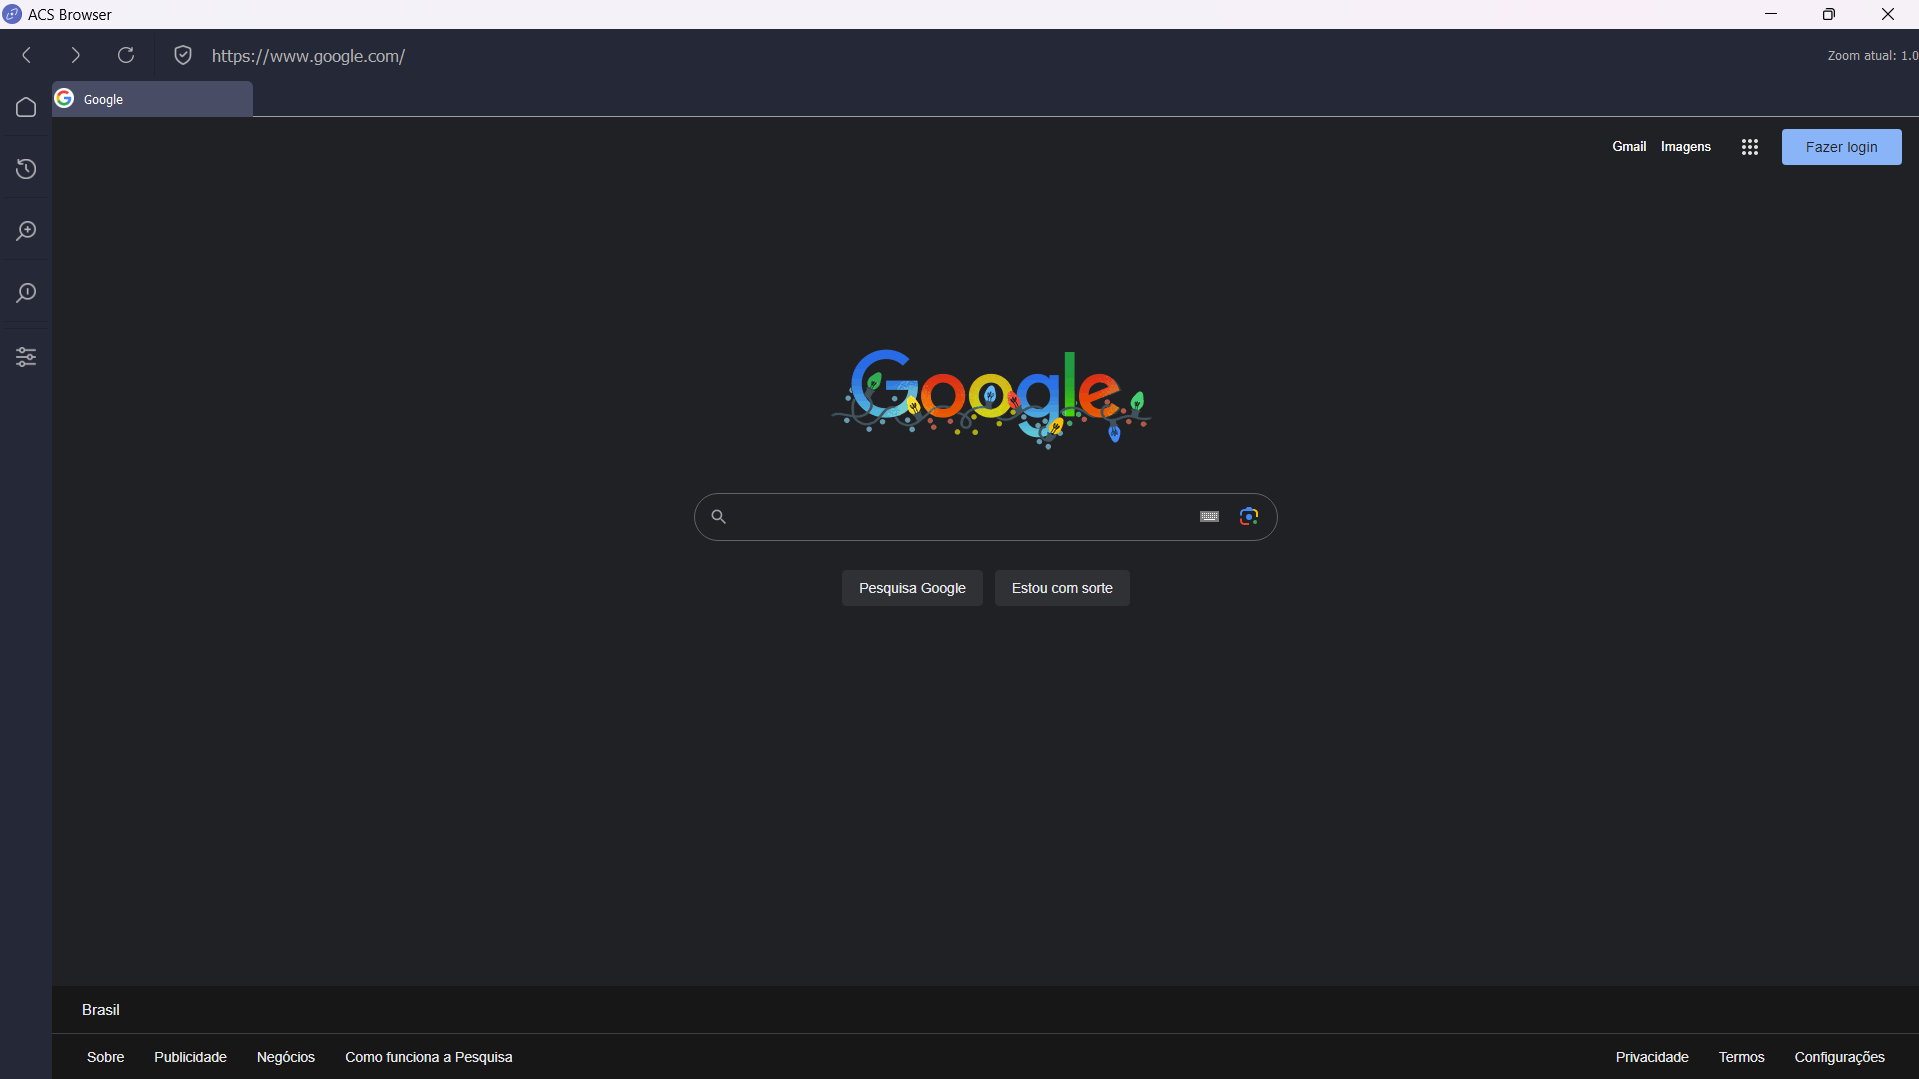 ACS Browser
https://www.google.com/
Zoom atual: 1.0
Google
Gmail Imagens Fazer login
Google
Pesquisa Google Estou com sorte
Brasil
Sobre Publicidade Negócios Como funciona a Pesquisa Privacidade Termos Configurações